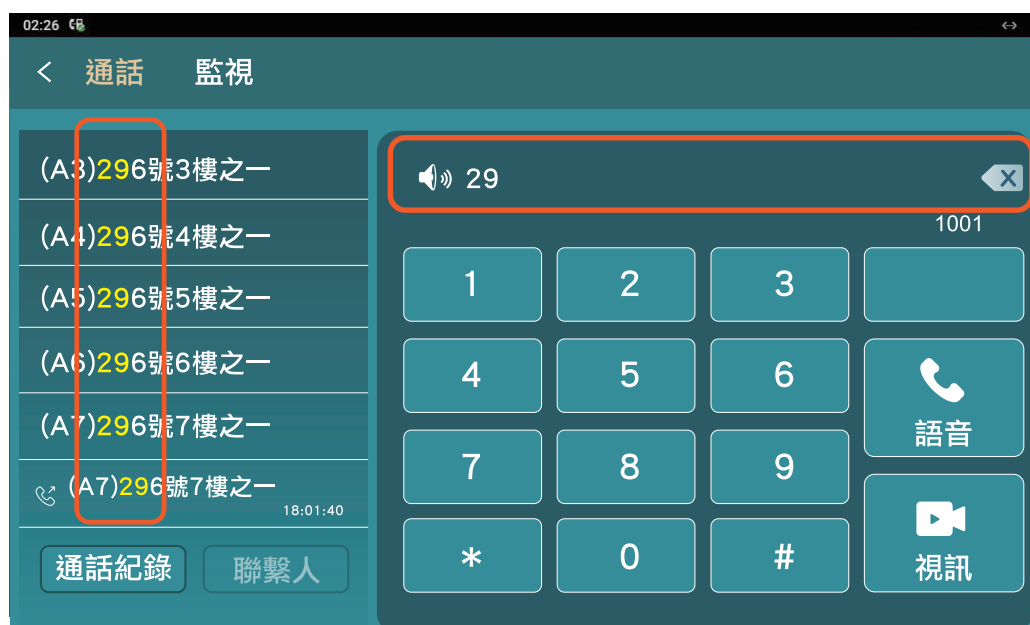 02:26
通話 監視
(A3)296號3樓之一
(A4)296號4樓之一
(A5)296號5樓之一
(A6)296號6樓之一
(A7)296號7樓之一
(A7)296號7樓之一
18:01:40
通話紀錄 聯繫人
29
1001
1 2 3
4 5 6
語音
7 8 9
* 0 #
視訊